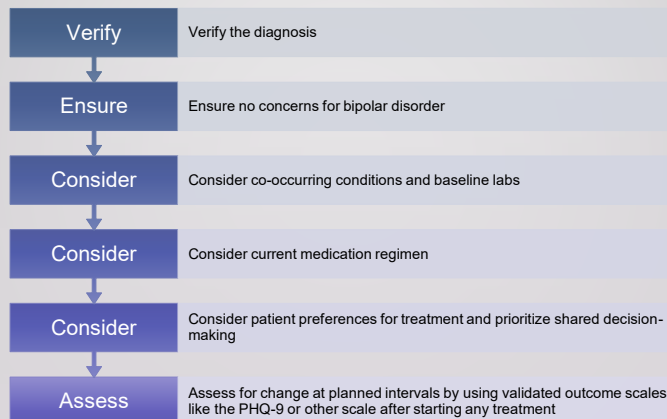 Verify
Verify the diagnosis
Ensure
Ensure no concerns for bipolar disorder
Consider
Consider co-occurring conditions and baseline labs
Consider
Consider current medication regimen
Consider
Consider patient preferences for treatment and prioritize shared decision-
making
Assess
Assess for change at planned intervals by using validated outcome scales
like the PHQ-9 or other scale after starting any treatment